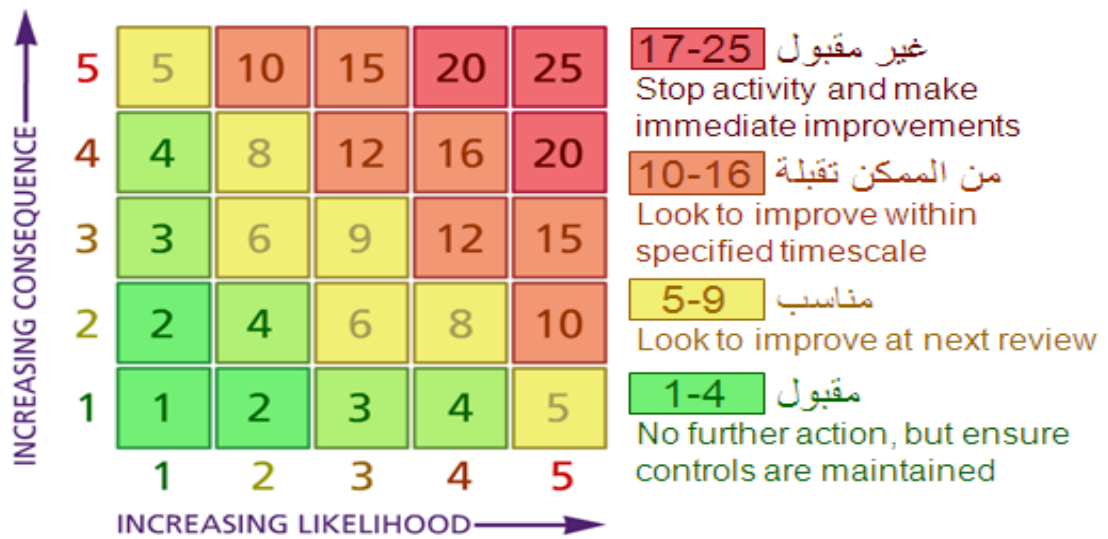 INCREASING CONSEQUENCE
5 5 10 15 20 25
4 4 8 12 16 20
3 3 6 9 12 15
2 2 4 6 8 10
1 1 2 3 4 5
1 2 3 4 5
INCREASING LIKELIHOOD
17-25 غير مقبول
Stop activity and make
immediate improvements
10-16 من الممكن تقبلة
Look to improve within
specified timescale
5-9 مناسب
Look to improve at next review
1-4 مقبول
No further action, but ensure
controls are maintained